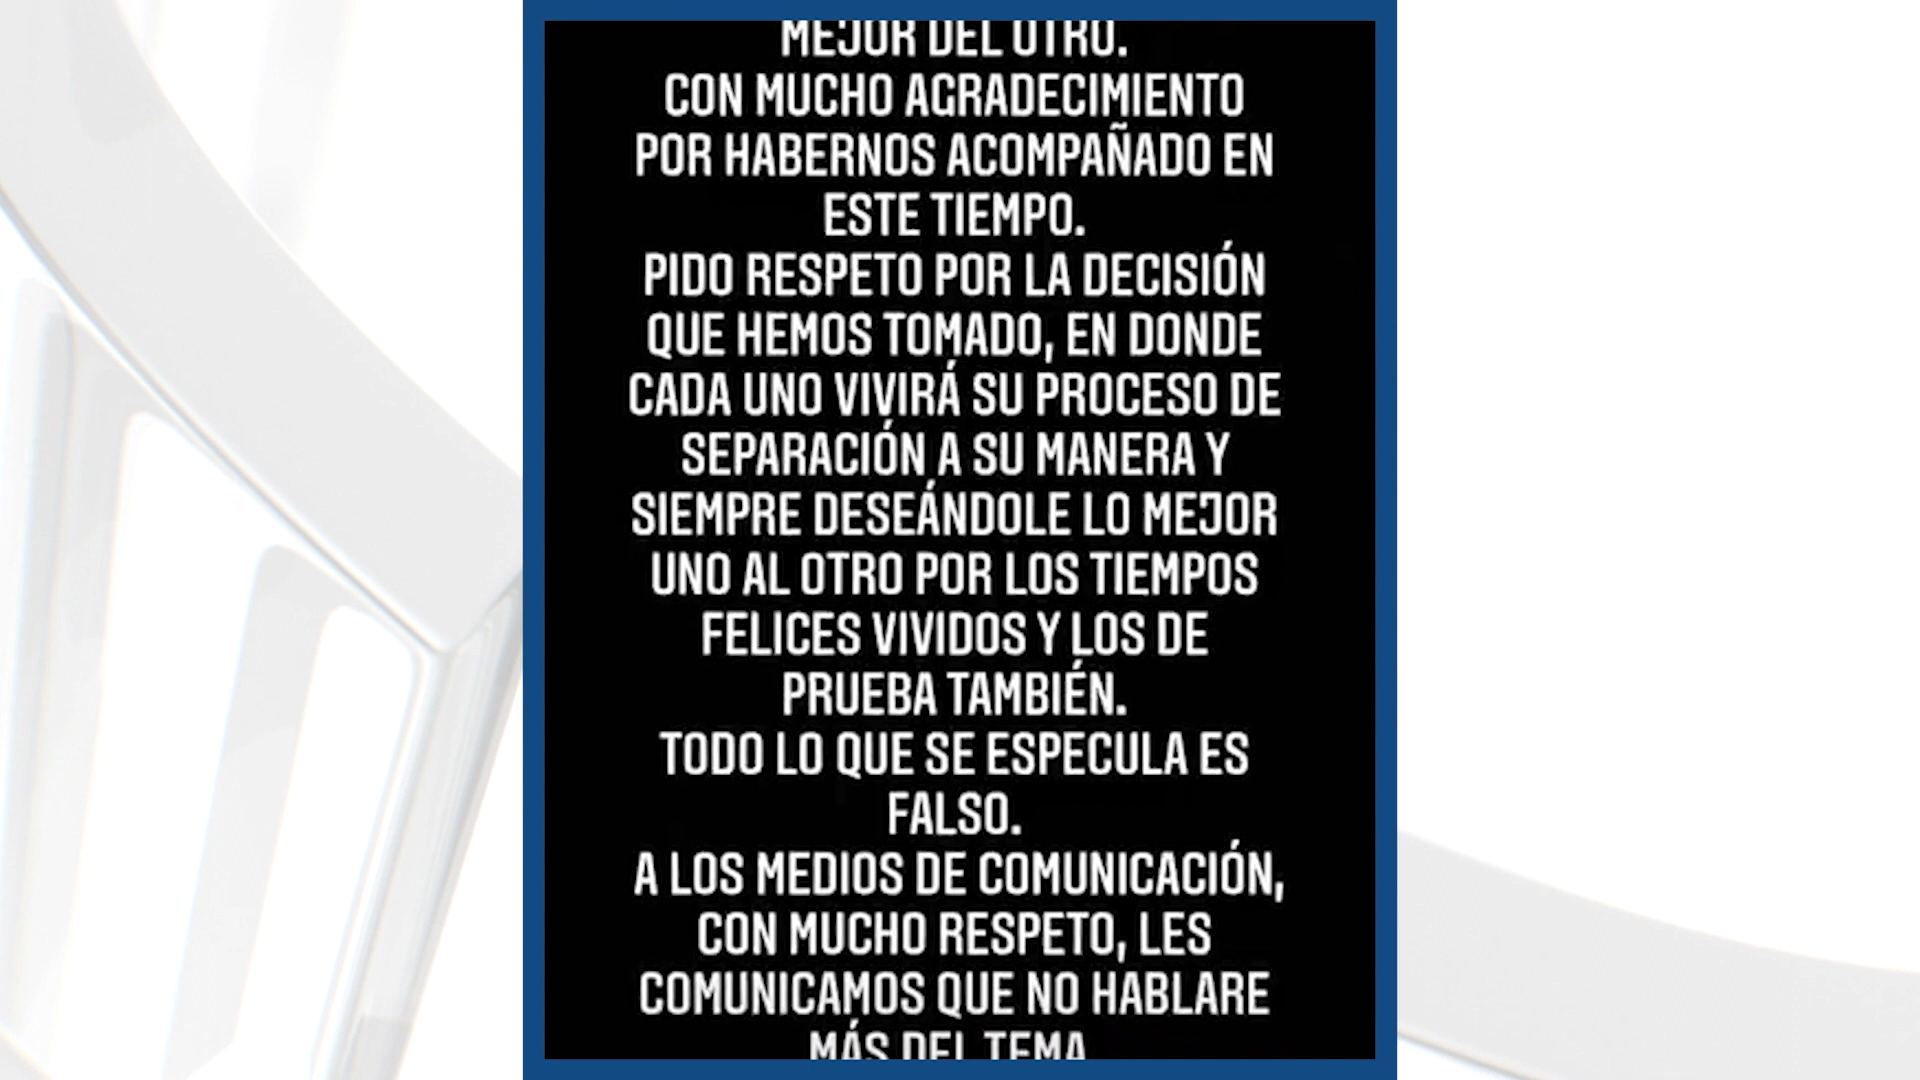 MEJOR DEL OTRO.
CON MUCHO AGRADECIMIENTO
POR HABERNOS ACOMPAÑADO EN
ESTE TIEMPO.
PIDO RESPETO POR LA DECISIÓN
QUE HEMOS TOMADO, EN DONDE
CADA UNO VIVIRÁ SU PROCESO DE
SEPARACIÓN A SU MANERA Y
SIEMPRE DESEÁNDOLE LO MEJOR
UNO AL OTRO POR LOS TIEMPOS
FELICES VIVIDOS Y LOS DE
PRUEBA TAMBIÉN.
TODO LO QUE SE ESPECULA ES
FALSO.
A LOS MEDIOS DE COMUNICACIÓN,
CON MUCHO RESPETO, LES
COMUNICAMOS QUE NO HABLARE
MÁS DEL TEMA